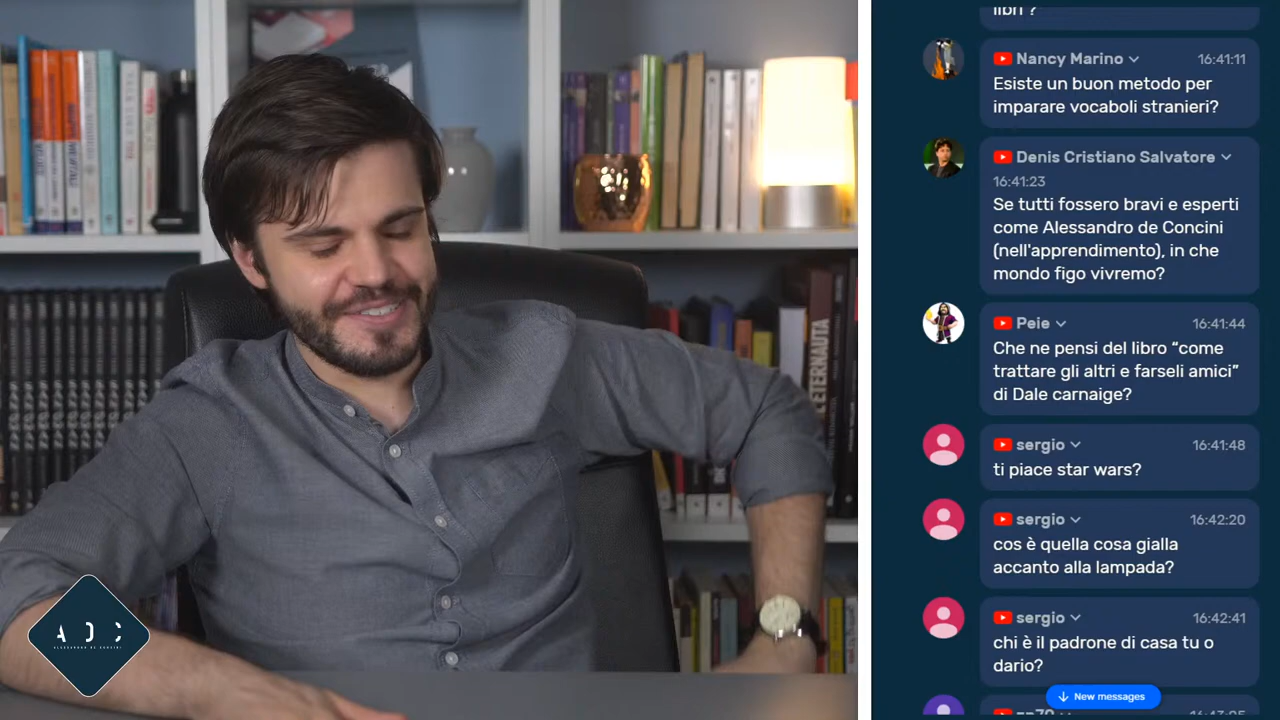 libri ?
Nancy Marino
16:41:11
Esiste un buon metodo per
imparare vocaboli stranieri?
Denis Cristiano Salvatore
16:41:23
Se tutti fossero bravi e esperti
come Alessandro de Concini
(nell'apprendimento), in che
mondo figo vivremo?
Peie
16:41:44
Che ne pensi del libro “come
trattare gli altri e farseli amici”
di Dale carnaige?
sergio
16:41:48
ti piace star wars?
sergio
16:42:20
cos è quella cosa gialla
accanto alla lampada?
sergio
16:42:41
chi è il padrone di casa tu o
dario?
New messages
L'ETERNAUTA
ADC
ALESSANDRO DE CONCINI